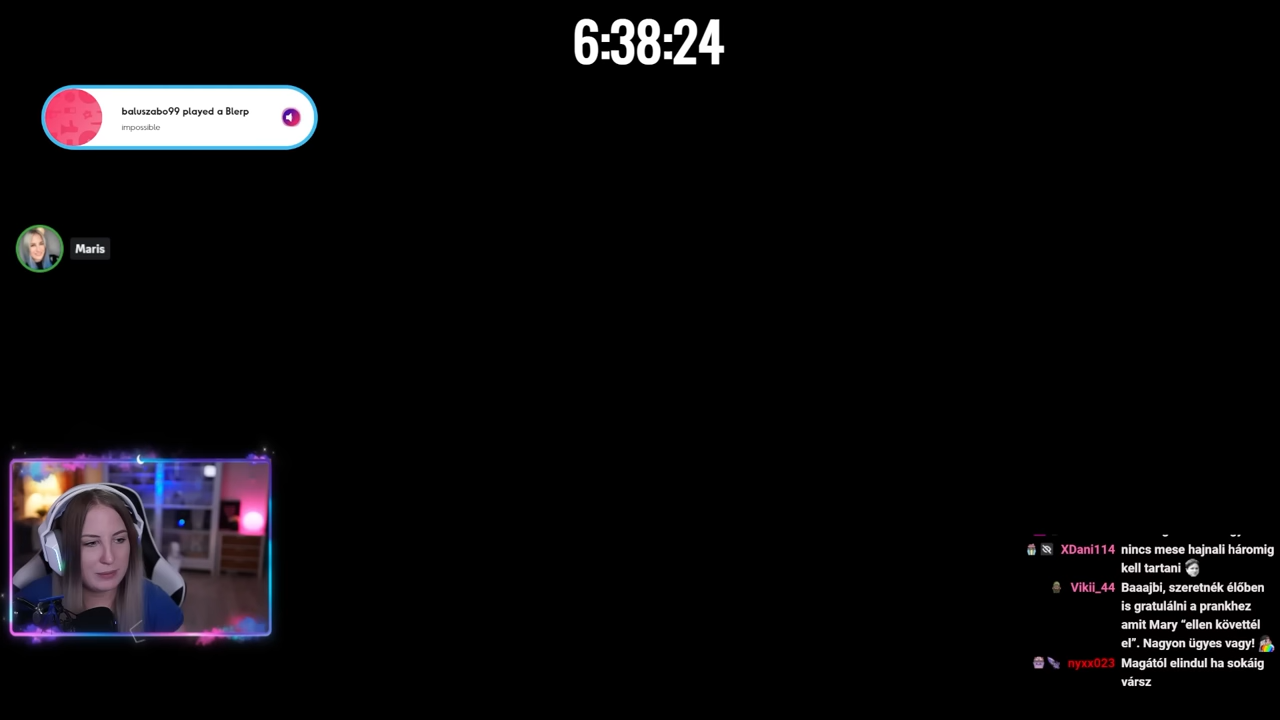 6:38:24
baluszabo99 played a Blerp
impossible
Maris
XDani114 nincs mese hajnali háromig
kell tartani
Vikii_44 Baaajbi, szeretnék élőben
is gratulálni a prankhez
amit Mary “ellen követtél
el”. Nagyon ügyes vagy!
nyxx023 Magától elindul ha sokáig
vársz